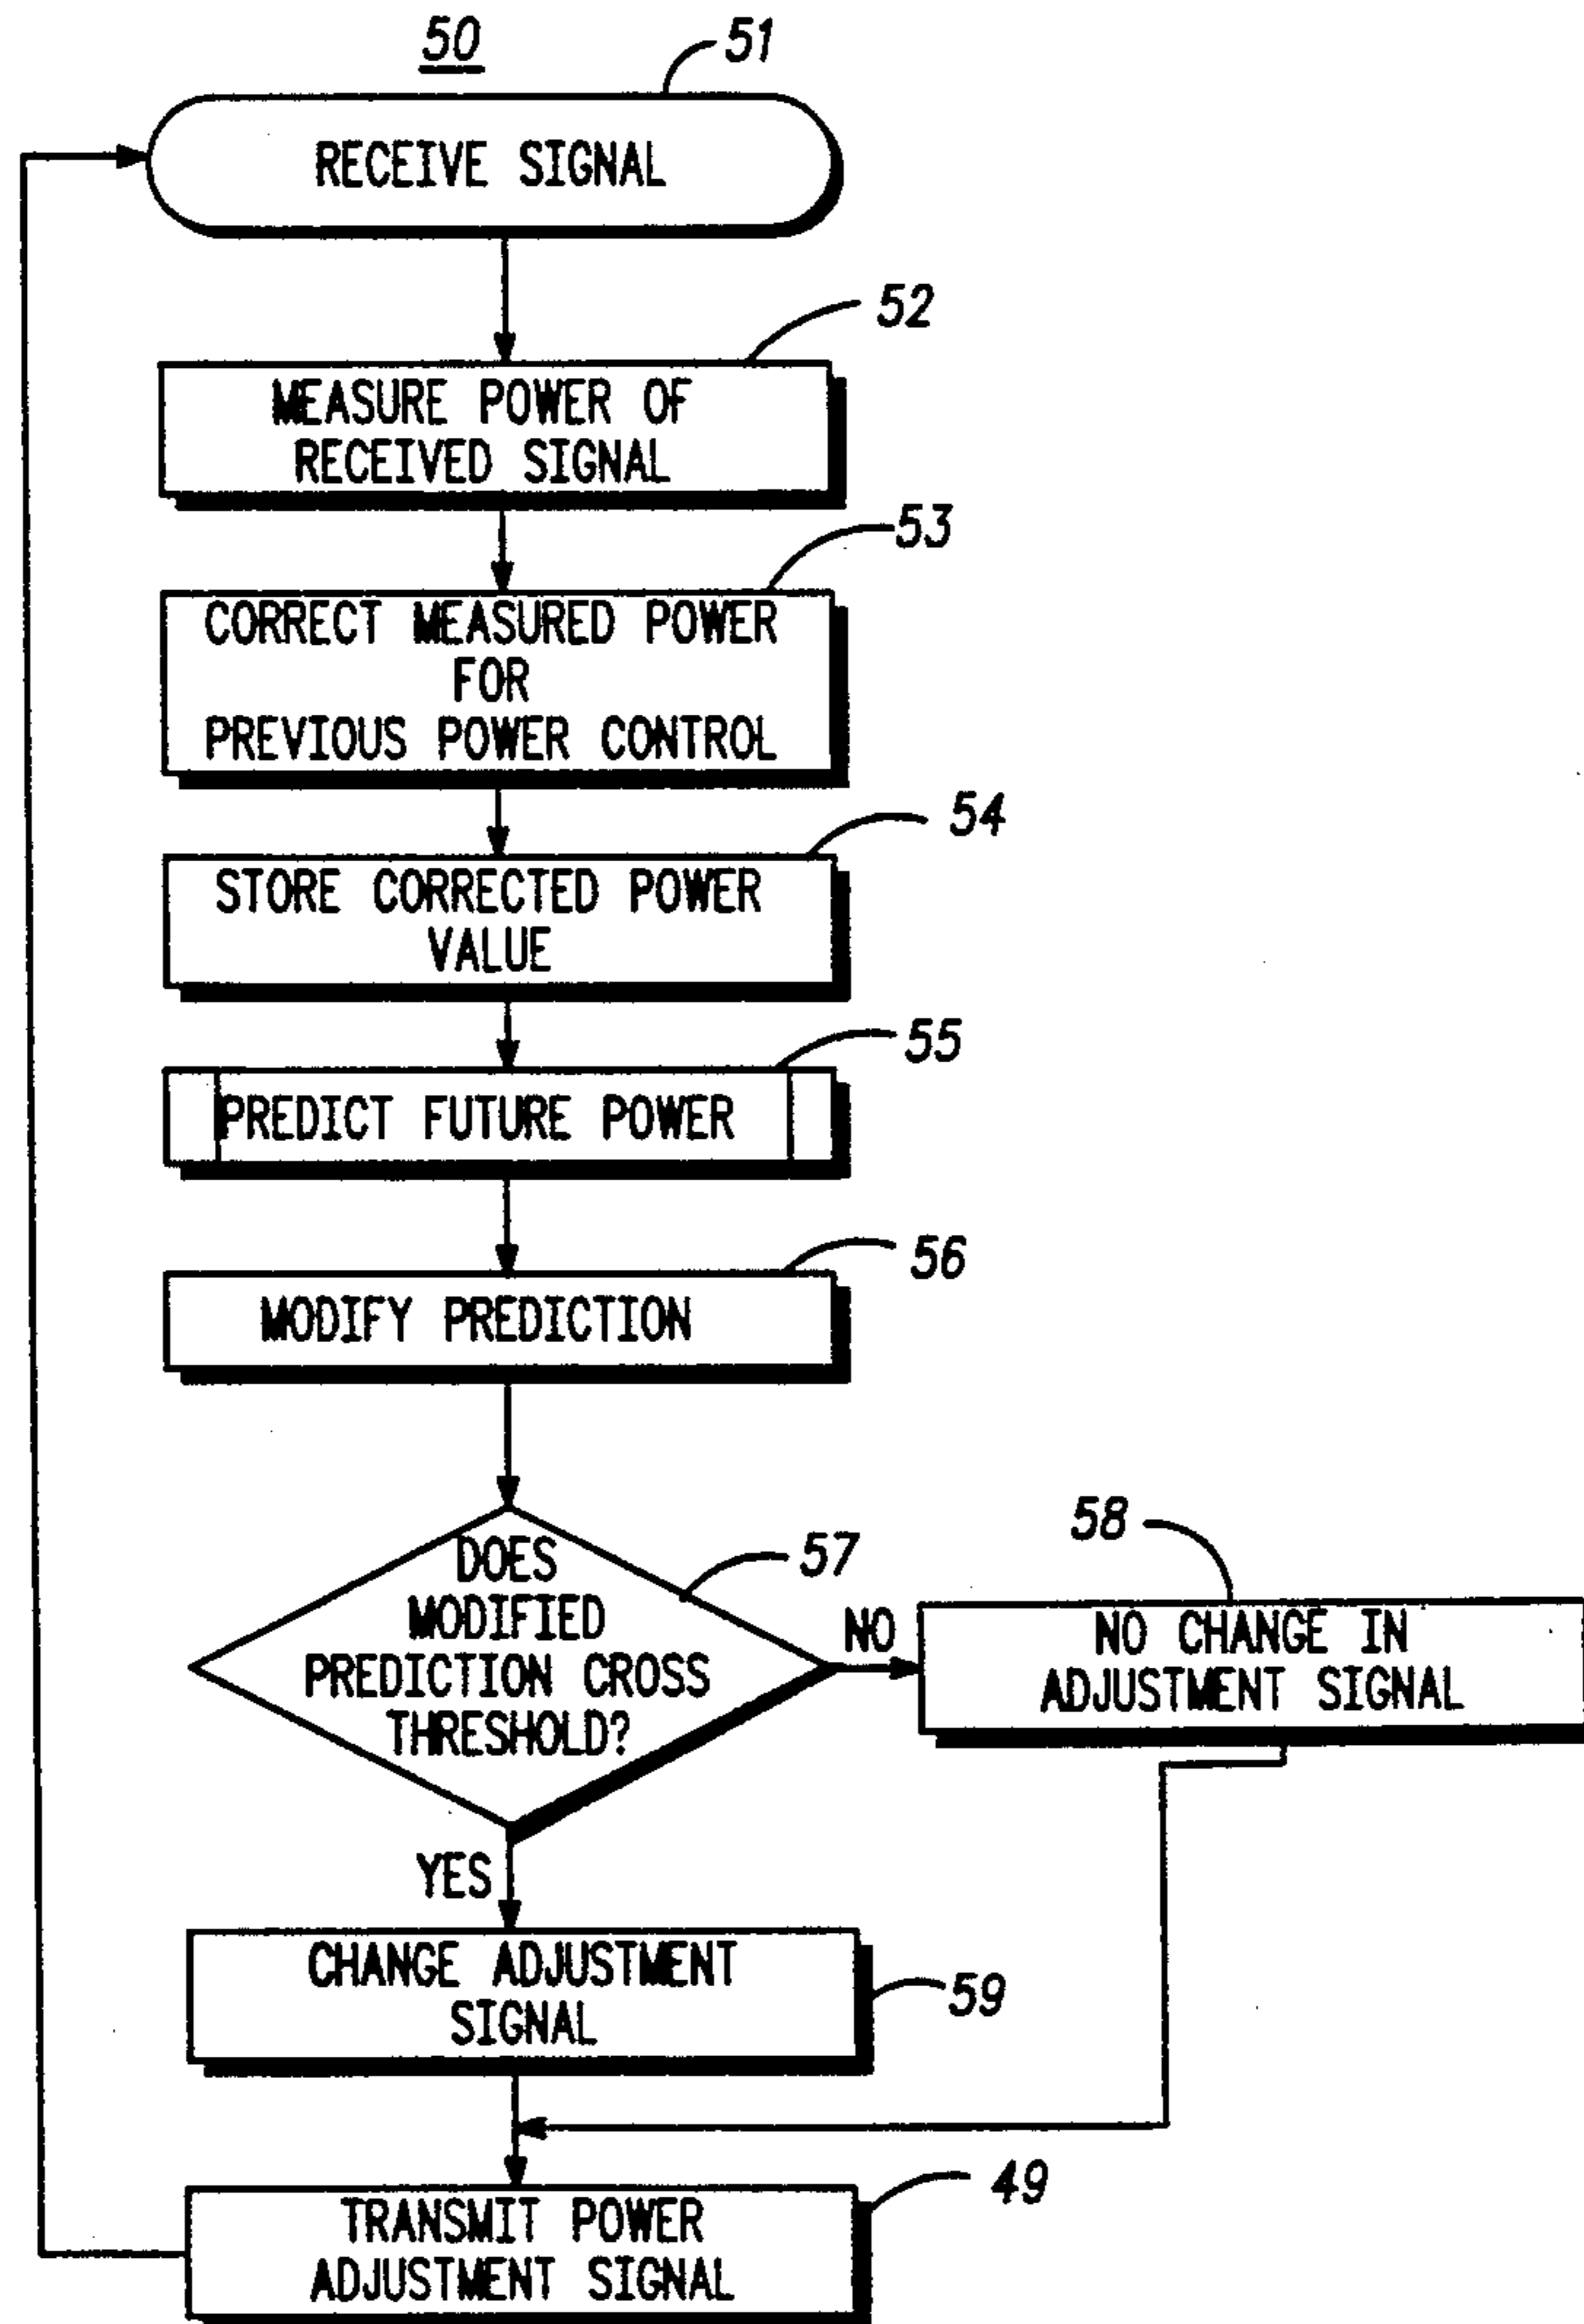 50
51
RECEIVE SIGNAL
52
MEASURE POWER OF
RECEIVED SIGNAL
53
CORRECT MEASURED POWER
FOR
PREVIOUS POWER CONTROL
54
STORE CORRECTED POWER
VALUE
55
PREDICT FUTURE POWER
56
MODIFY PREDICTION
57
DOES
MODIFIED
PREDICTION CROSS
THRESHOLD?
NO
58
NO CHANGE IN
ADJUSTMENT SIGNAL
YES
CHANGE ADJUSTMENT
SIGNAL
59
49
TRANSMIT POWER
ADJUSTMENT SIGNAL